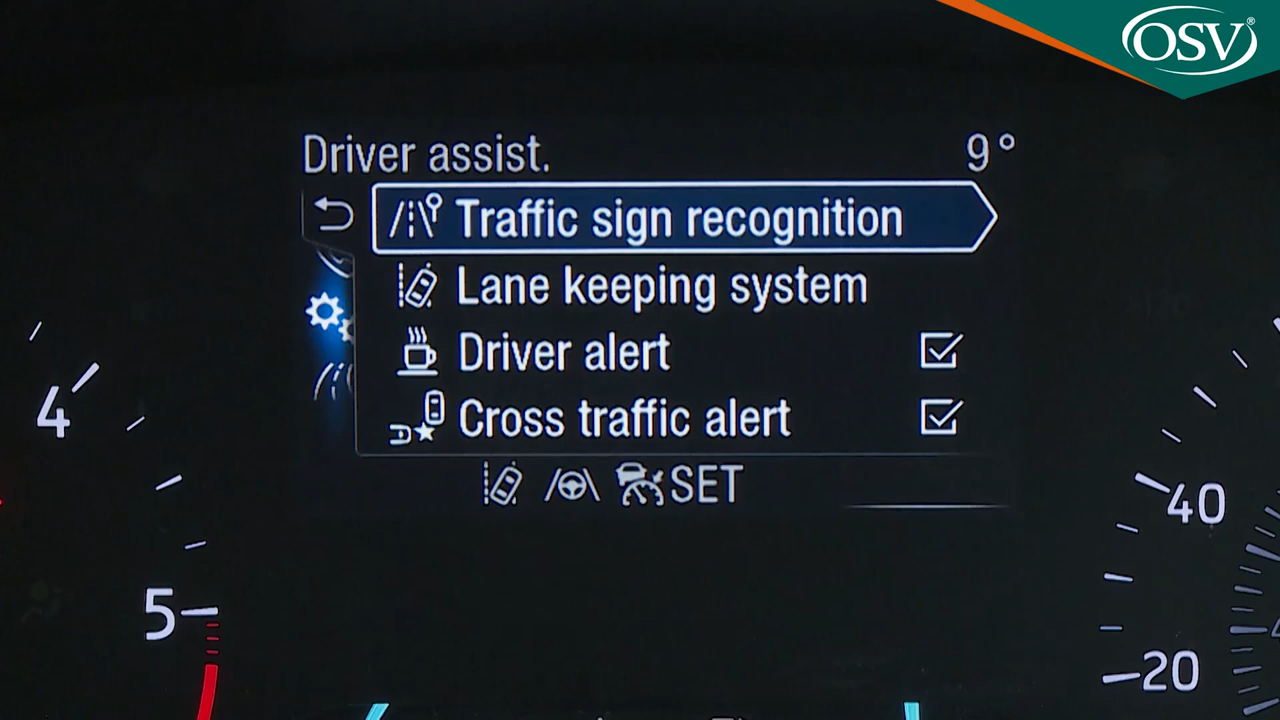 OSV®
Driver assist. 9°
Traffic sign recognition
Lane keeping system
Driver alert
Cross traffic alert
SET
4
5
40
20